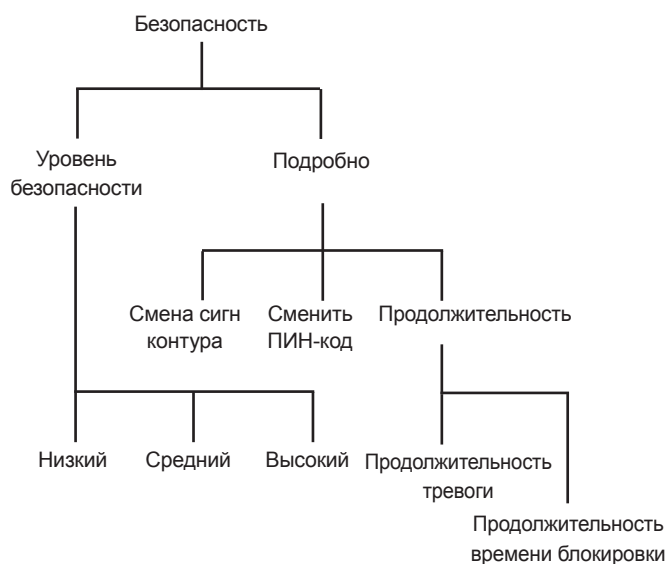 Безопасность
Уровень
безопасности
Подробно
Смена сигн
контура
Сменить
ПИН-код
Продолжительность
Низкий
Средний
Высокий
Продолжительность
тревоги
Продолжительность
времени блокировки